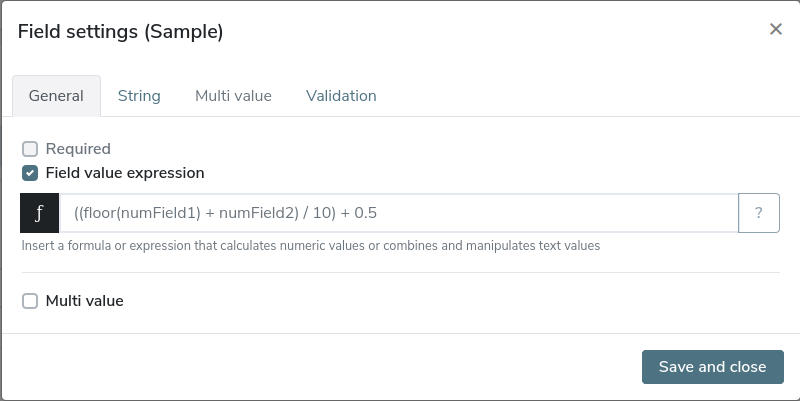 Field settings (Sample)
×
General String Multi value Validation
Required
Field value expression
ƒ ((floor(numField1) + numField2) / 10) + 0.5 ?
Insert a formula or expression that calculates numeric values or combines and manipulates text values
Multi value
Save and close